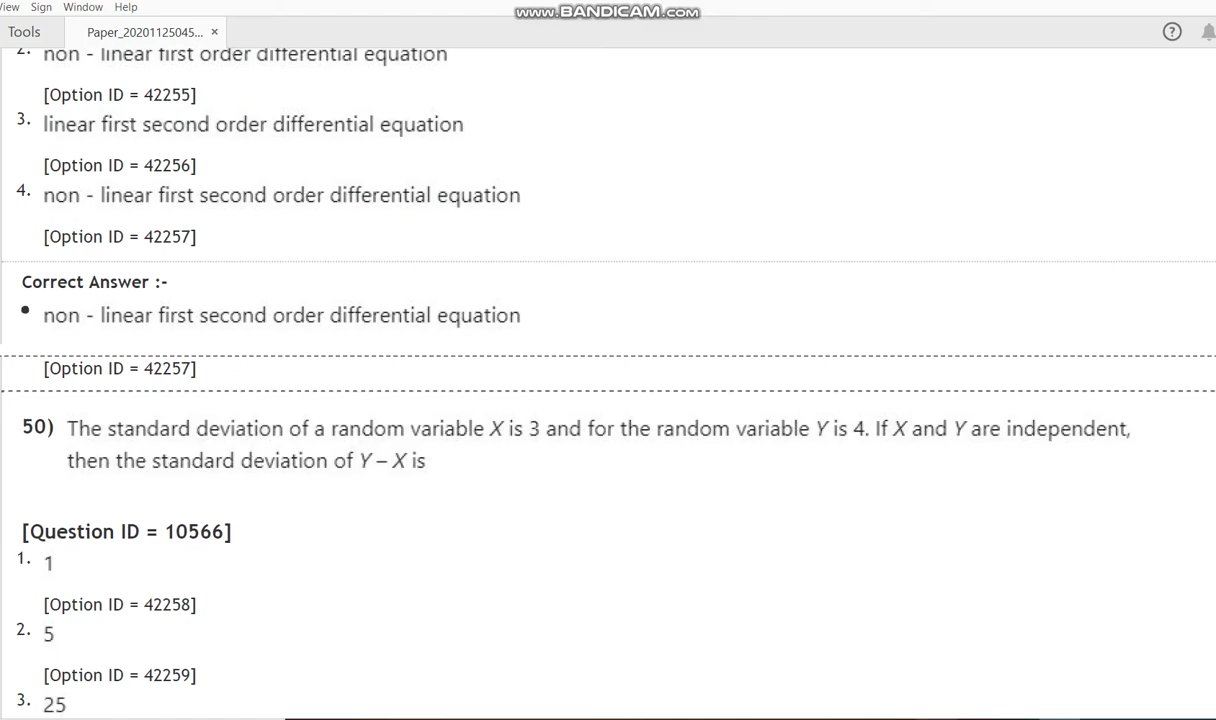 View Sign Window Help
www.BANDICAM.com
Tools Paper_20201125045... ×
2. non - linear first order differential equation
[Option ID = 42255]
3. linear first second order differential equation
[Option ID = 42256]
4. non - linear first second order differential equation
[Option ID = 42257]
Correct Answer :-
• non - linear first second order differential equation
[Option ID = 42257]
50) The standard deviation of a random variable X is 3 and for the random variable Y is 4. If X and Y are independent,
then the standard deviation of Y – X is
[Question ID = 10566]
1. 1
[Option ID = 42258]
2. 5
[Option ID = 42259]
3. 25